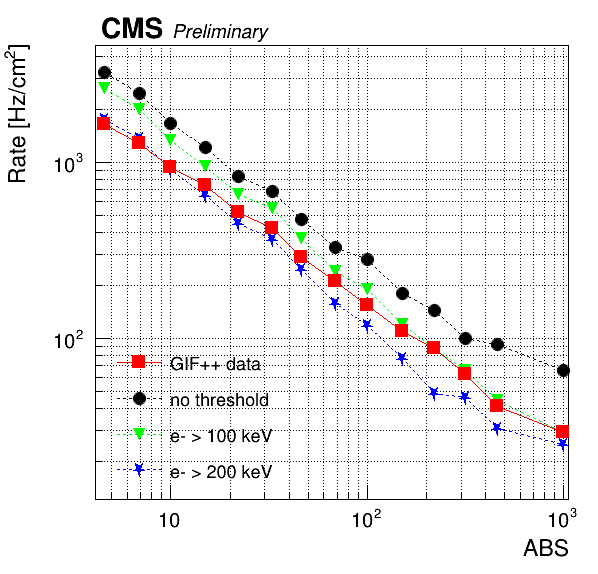 CMS Preliminary
Rate [Hz/cm²]
10³
10²
GIF++ data
no threshold
e- > 100 keV
e- > 200 keV
10 10² 10³
ABS